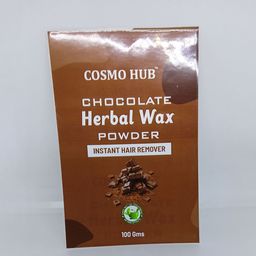 COSMO HUB™
CHOCOLATE
Herbal Wax
POWDER
INSTANT HAIR REMOVER
100 Gms